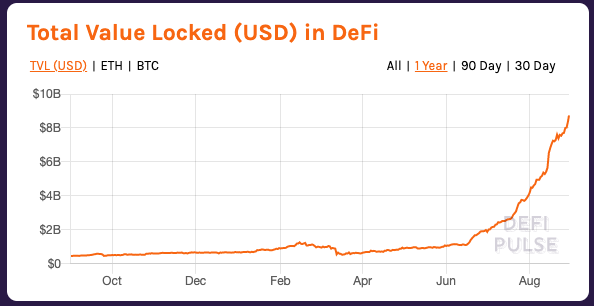 Total Value Locked (USD) in DeFi
TVL (USD) | ETH | BTC
All | 1 Year | 90 Day | 30 Day
$10B
$8B
$6B
$4B
$2B
$0
DEFI
PULSE
Oct Dec Feb Apr Jun Aug